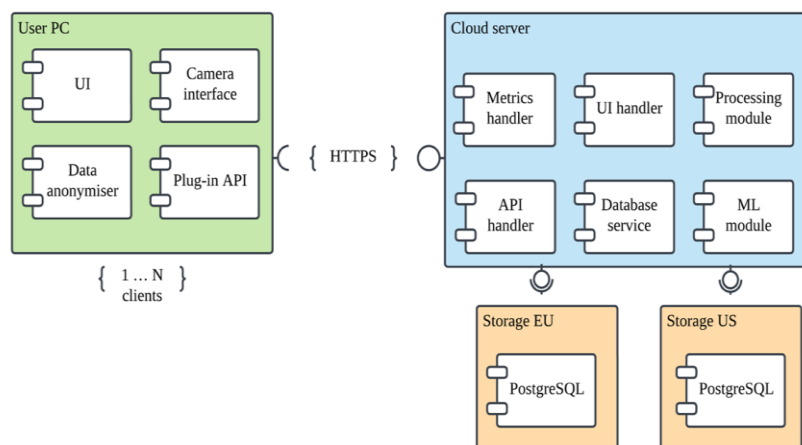 User PC
UI
Camera
interface
Data
anonymiser
Plug-in API
{ 1 ... N }
clients
{ HTTPS }
Cloud server
Metrics
handler
UI handler
Processing
module
API
handler
Database
service
ML
module
Storage EU
PostgreSQL
Storage US
PostgreSQL